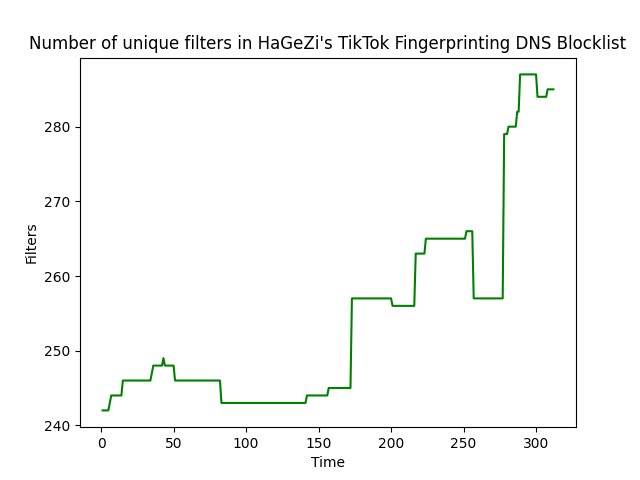 Number of unique filters in HaGeZi's TikTok Fingerprinting DNS Blocklist
280
270
260
250
240
Filters
0 50 100 150 200 250 300
Time